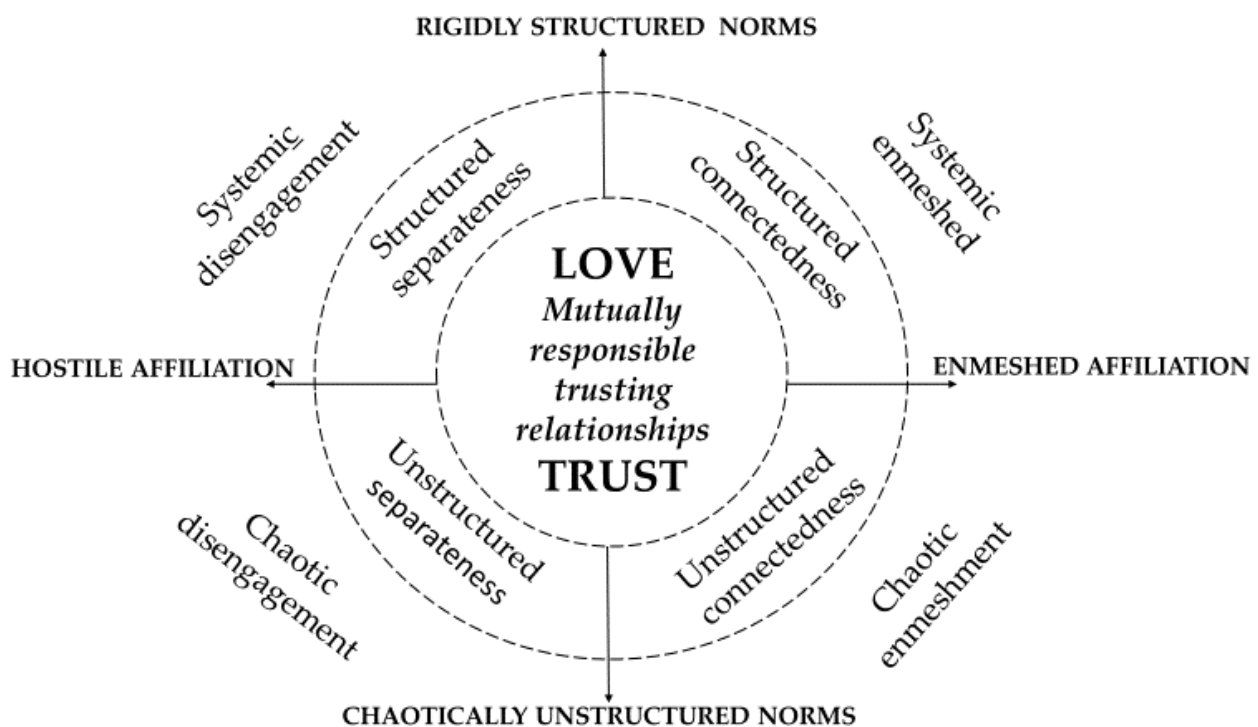 RIGIDLY STRUCTURED NORMS
Systemic
disengagement
Structured
separateness
Structured
connectedness
Systemic
enmeshed
LOVE
Mutually
responsible
trusting
relationships
TRUST
HOSTILE AFFILIATION
ENMESHED AFFILIATION
Chaotic
disengagement
Unstructured
separateness
Unstructured
connectedness
Chaotic
enmeshment
CHAOTICALLY UNSTRUCTURED NORMS